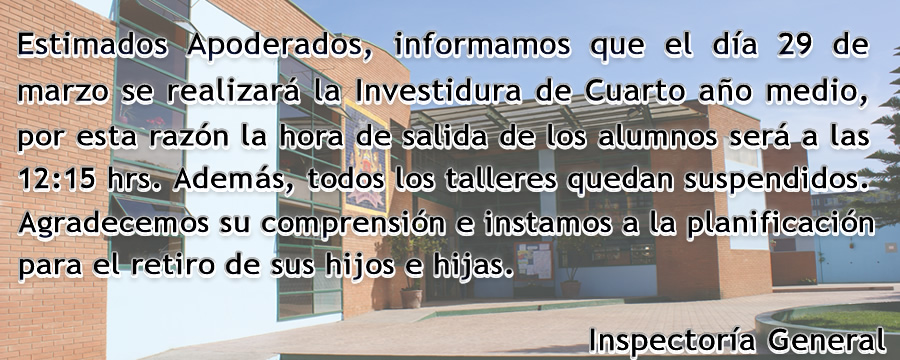 Estimados Apoderados, informamos que el día 29 de
marzo se realizará la Investidura de Cuarto año medio,
por esta razón la hora de salida de los alumnos será a las
12:15 hrs. Además, todos los talleres quedan suspendidos.
Agradecemos su comprensión e instamos a la planificación
para el retiro de sus hijos e hijas.
Inspectoría General